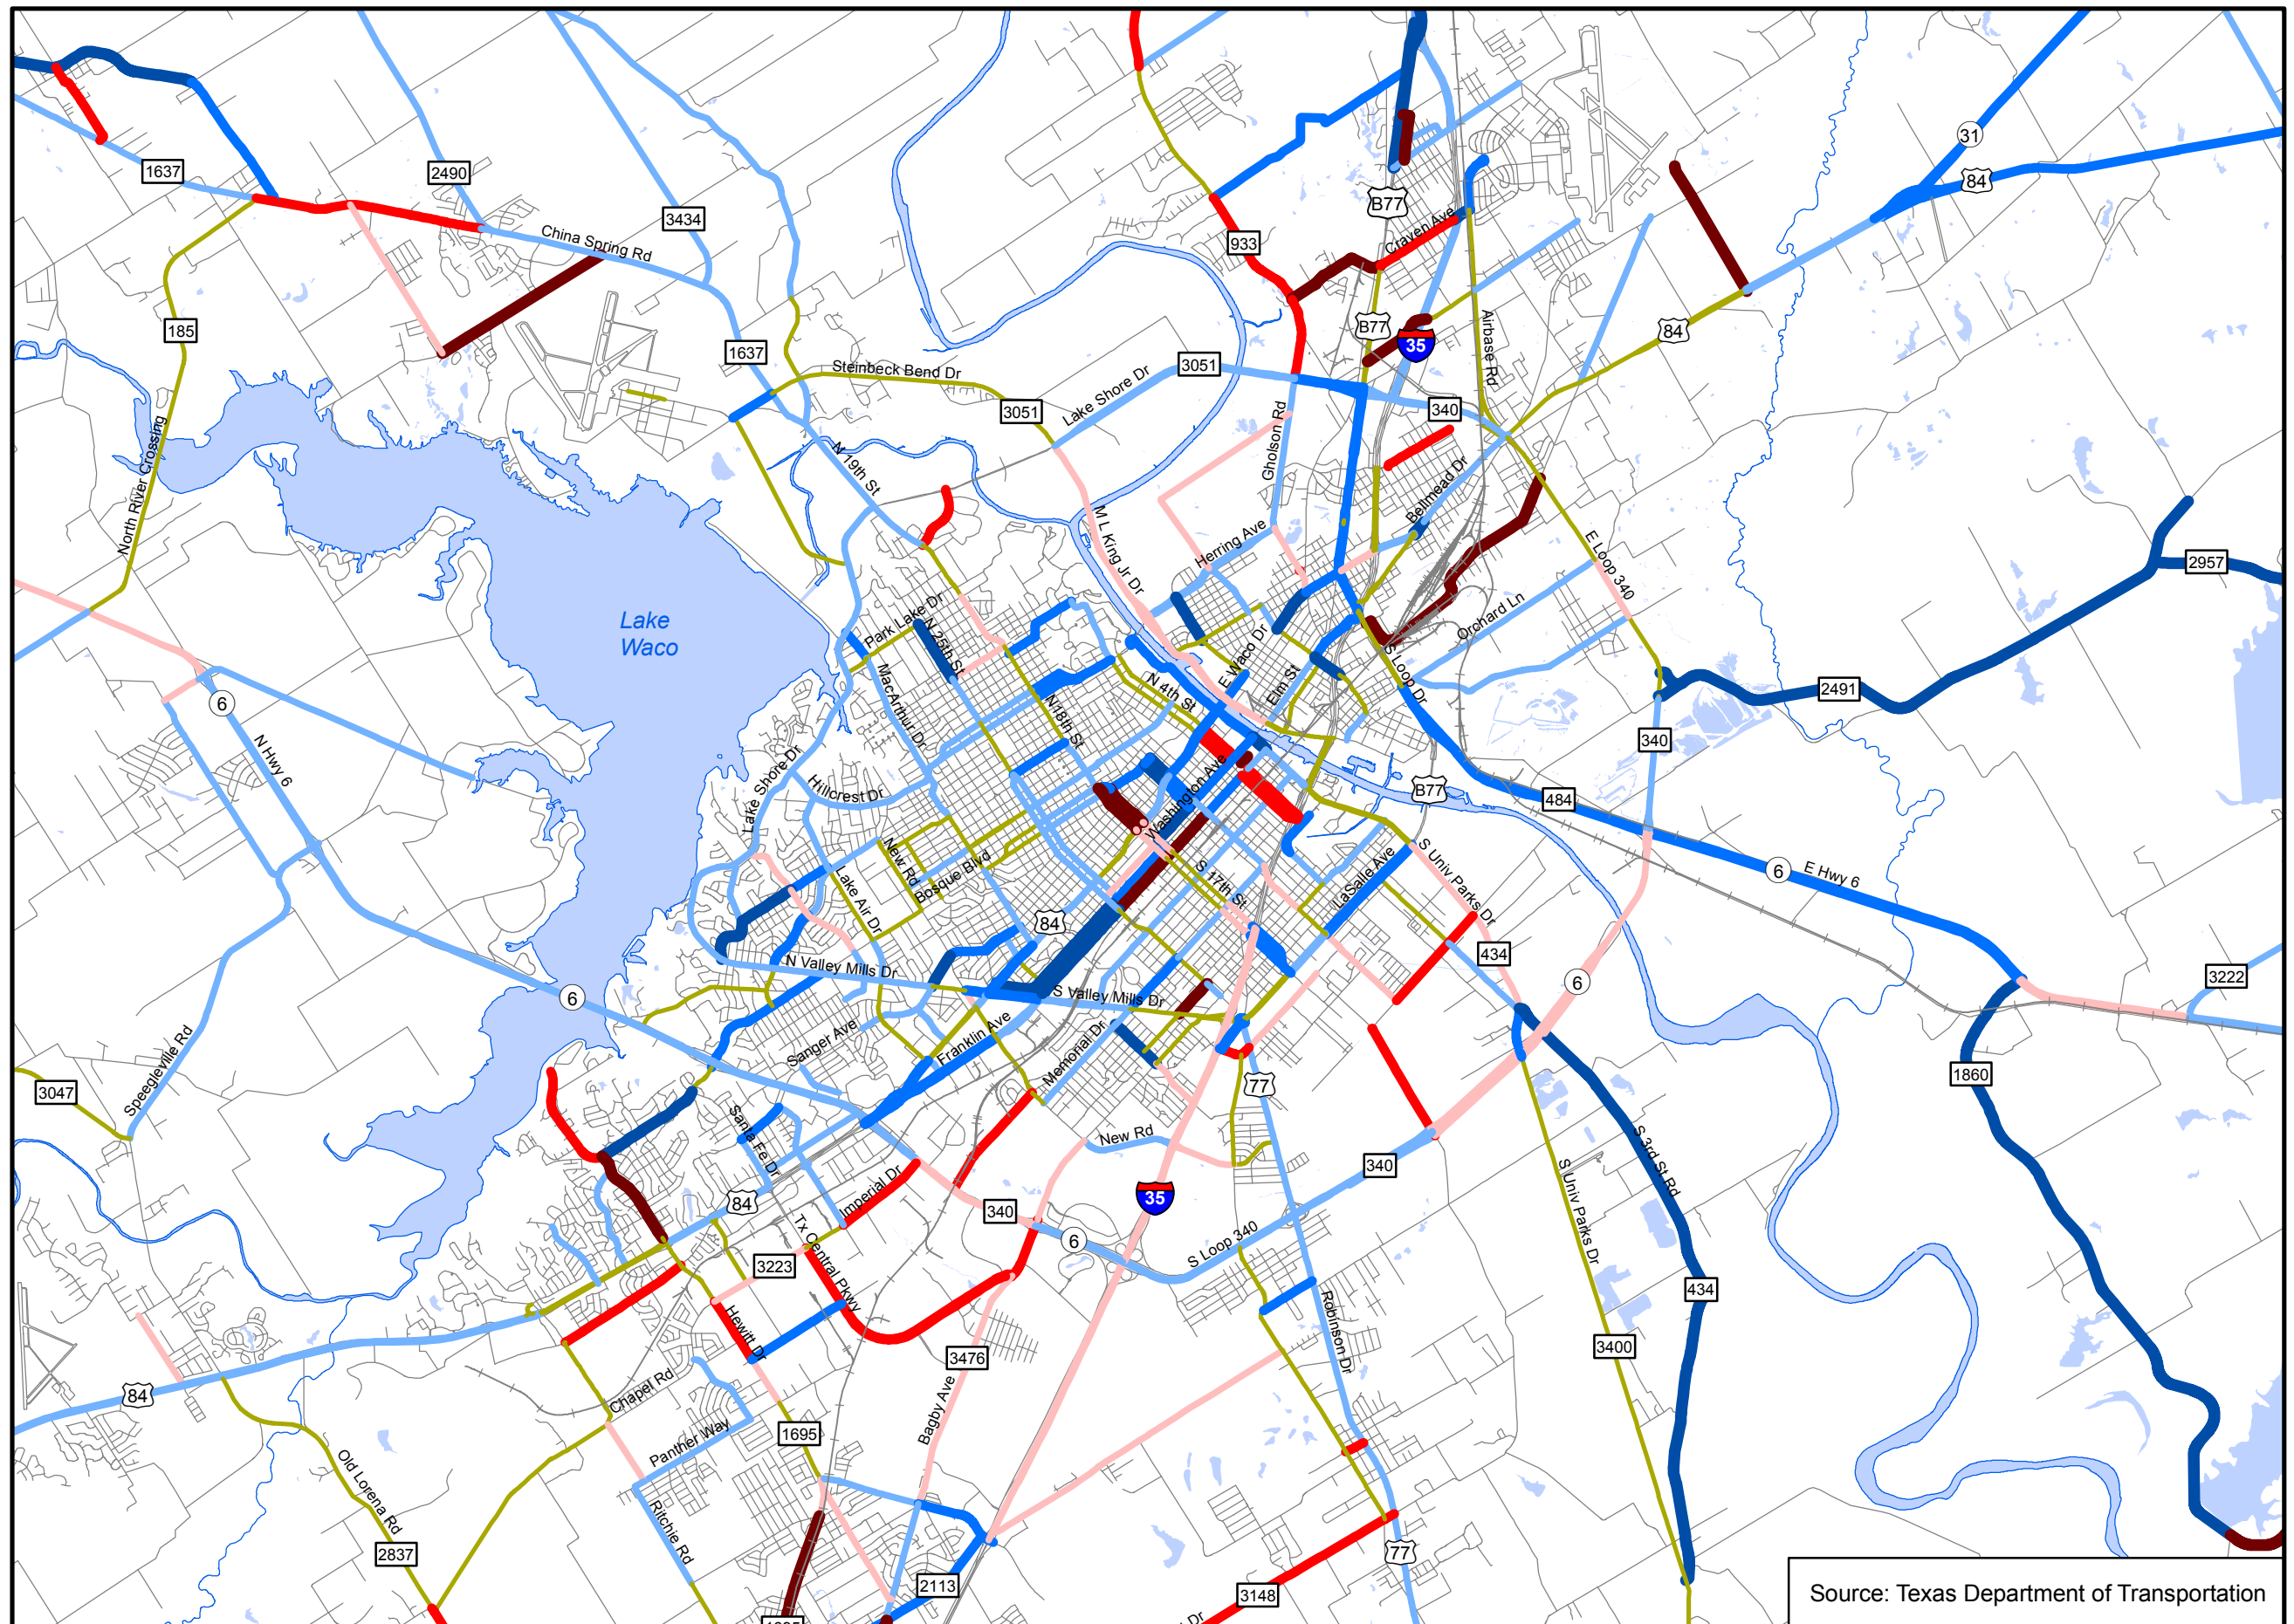 31
84
1637
2490
B77
3434
Craven Ave
933
China Spring Rd
185
B77
84
35
Airbase Rd
1637
3051
Steinbeck Bend Dr
Lake Shore Dr
3051
340
Gholson Rd
N 19th St
North River Crossing
Bellmead Dr
M L King Jr Dr
Herring Ave
E Loop 340
2957
Lake
Waco
Park Lake Dr
N 25th St
Orchard Ln
E Waco Dr
S Loop Dr
MacArthur Dr
Elm St
N 4th St
2491
6
N 18th St
340
N Hwy 6
Lake Shore Dr
Hillcrest Dr
Washington Ave
B77
484
New Rd
Bosque Blvd
S 17th St
LaSalle Ave
S Univ Parks Dr
6
E Hwy 6
Lake Air Dr
84
434
N Valley Mills Dr
6
3222
6
S Valley Mills Dr
Sanger Ave
Franklin Ave
Memorial Dr
Speegleville Rd
3047
77
1860
Santa Fe Dr
New Rd
340
S 3rd St Rd
84
Imperial Dr
35
340
6
S Loop 340
S Univ Parks Dr
Tx Central Pkwy
3223
434
Hewitt Dr
Robinson Dr
3400
3476
84
Chapel Rd
Bagby Ave
Panther Way
1695
Old Lorena Rd
Ritchie Rd
2837
77
2113
3148
Dr
Source: Texas Department of Transportation